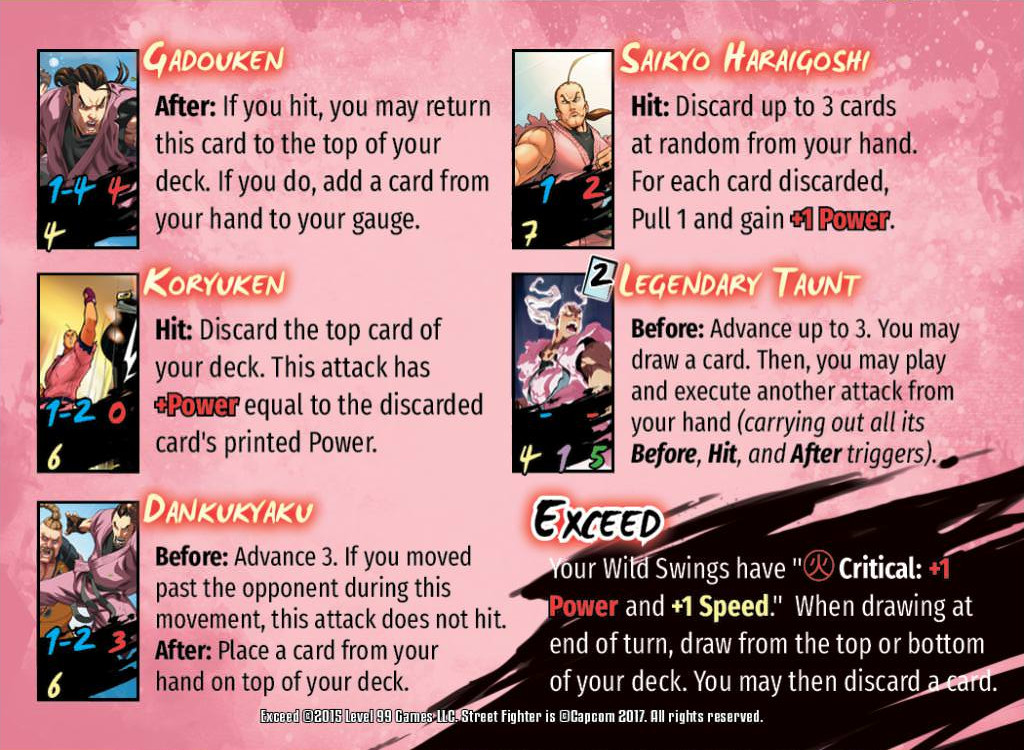 GADOUKEN
1-4 4
4
After: If you hit, you may return
this card to the top of your
deck. If you do, add a card from
your hand to your gauge.
KORYUKEN
1-2 0
6
Hit: Discard the top card of
your deck. This attack has
+Power equal to the discarded
card's printed Power.
DANKUKYAKU
1-2 3
6
Before: Advance 3. If you moved
past the opponent during this
movement, this attack does not hit.
After: Place a card from your
hand on top of your deck.
SAIKYO HARAIGOSHI
1 2
7
Hit: Discard up to 3 cards
at random from your hand.
For each card discarded,
Pull 1 and gain +1 Power.
2
LEGENDARY TAUNT
- -
4 1 5
Before: Advance up to 3. You may
draw a card. Then, you may play
and execute another attack from
your hand (carrying out all its
Before, Hit, and After triggers).
EXCEED
Your Wild Swings have "火 Critical: +1
Power and +1 Speed." When drawing at
end of turn, draw from the top or bottom
of your deck. You may then discard a card.
Exceed ©2015 Level 99 Games LLC. Street Fighter is ©Capcom 2017. All rights reserved.